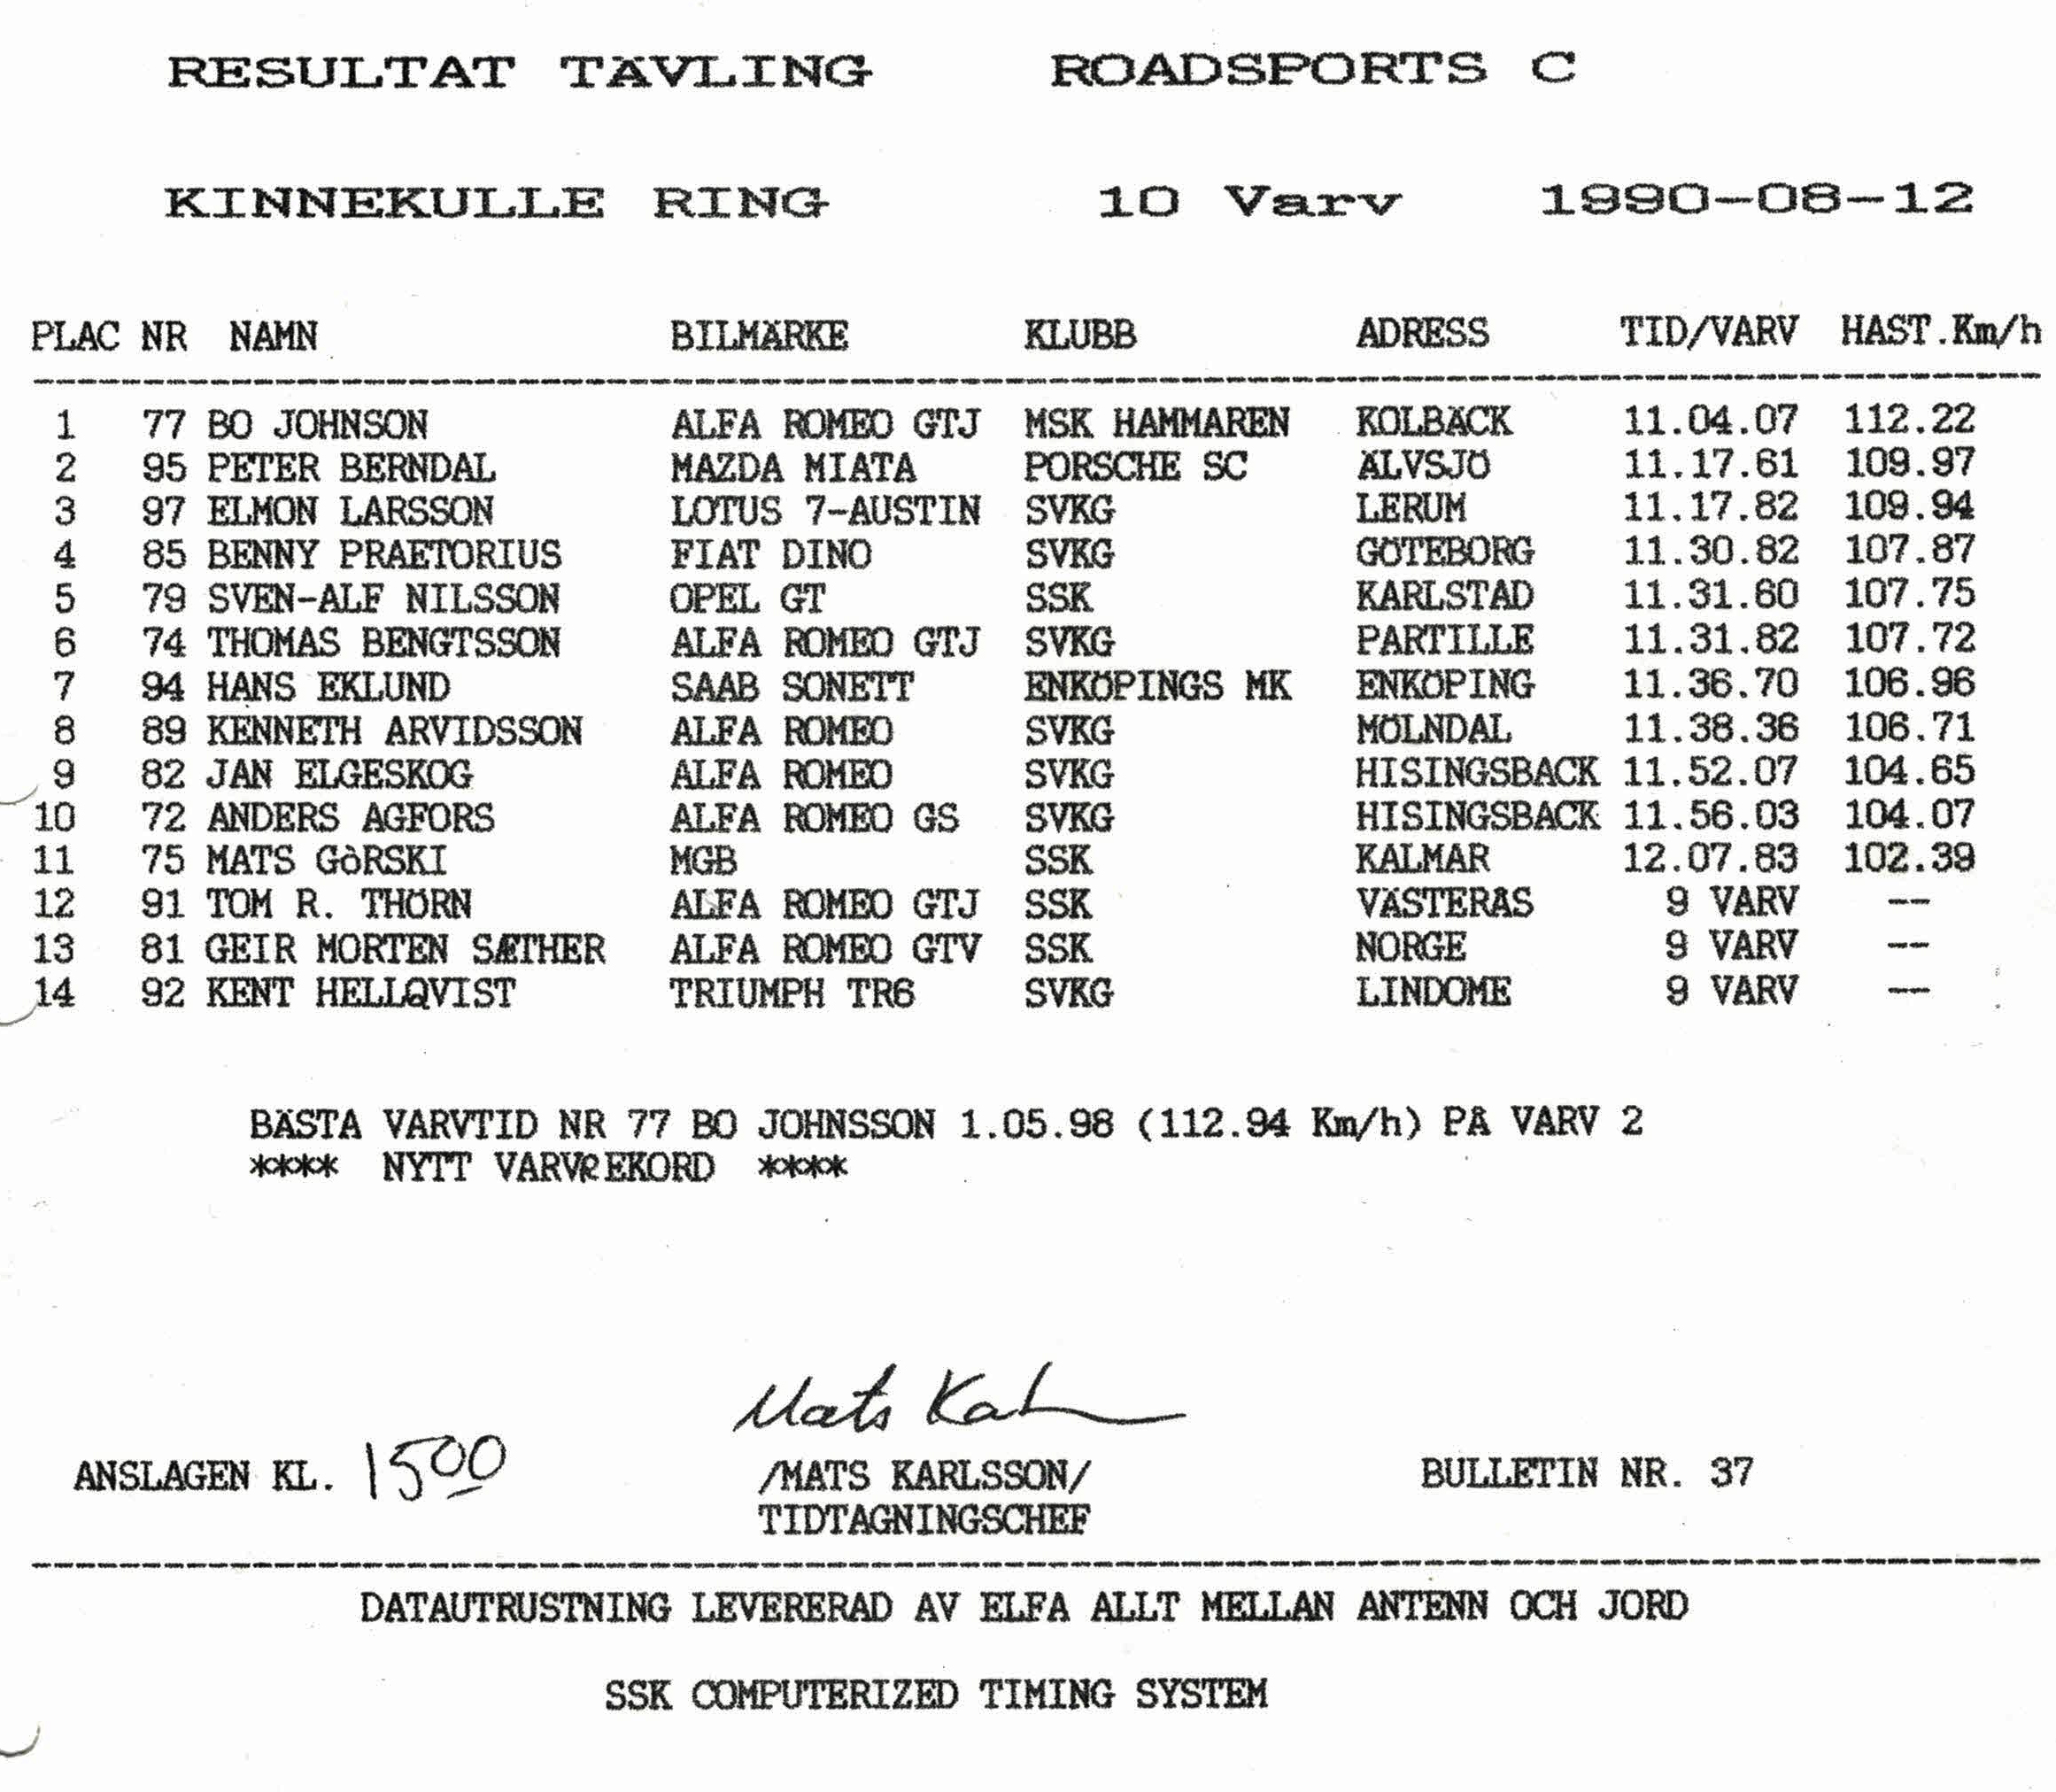 RESULTAT TÄVLING ROADSPORTS C
KINNEKULLE RING 10 Varv 1990-08-12
PLAC NR NAMN BILMÄRKE KLUBB ADRESS TID/VARV HAST.Km/h
1 77 BO JOHNSON ALFA ROMEO GTJ MSK HAMMAREN KOLBÄCK 11.04.07 112.22
2 95 PETER BERNDAL MAZDA MIATA PORSCHE SC ÄLVSJÖ 11.17.61 109.97
3 97 ELMON LARSSON LOTUS 7-AUSTIN SVKG LERUM 11.17.82 109.94
4 85 BENNY PRAETORIUS FIAT DINO SVKG GÖTEBORG 11.30.82 107.87
5 79 SVEN-ALF NILSSON OPEL GT SSK KARLSTAD 11.31.60 107.75
6 74 THOMAS BENGTSSON ALFA ROMEO GTJ SVKG PARTILLE 11.31.82 107.72
7 94 HANS EKLUND SAAB SONETT ENKÖPINGS MK ENKÖPING 11.36.70 106.96
8 89 KENNETH ARVIDSSON ALFA ROMEO SVKG MÖLNDAL 11.38.36 106.71
9 82 JAN ELGESKOG ALFA ROMEO SVKG HISINGSBACK 11.52.07 104.65
10 72 ANDERS AGFORS ALFA ROMEO GS SVKG HISINGSBACK 11.56.03 104.07
11 75 MATS GòRSKI MGB SSK KALMAR 12.07.83 102.39
12 91 TOM R. THÖRN ALFA ROMEO GTJ SSK VÄSTERÅS 9 VARV --
13 81 GEIR MORTEN SÆTHER ALFA ROMEO GTV SSK NORGE 9 VARV --
14 92 KENT HELLQVIST TRIUMPH TR6 SVKG LINDOME 9 VARV --
BÄSTA VARVTID NR 77 BO JOHNSSON 1.05.98 (112.94 Km/h) PÅ VARV 2
**** NYTT VARVREKORD ****
Mats Kal
ANSLAGEN KL. 1500 /MATS KARLSSON/ BULLETIN NR. 37
TIDTAGNINGSCHEF
DATAUTRUSTNING LEVERERAD AV ELFA ALLT MELLAN ANTENN OCH JORD
SSK COMPUTERIZED TIMING SYSTEM